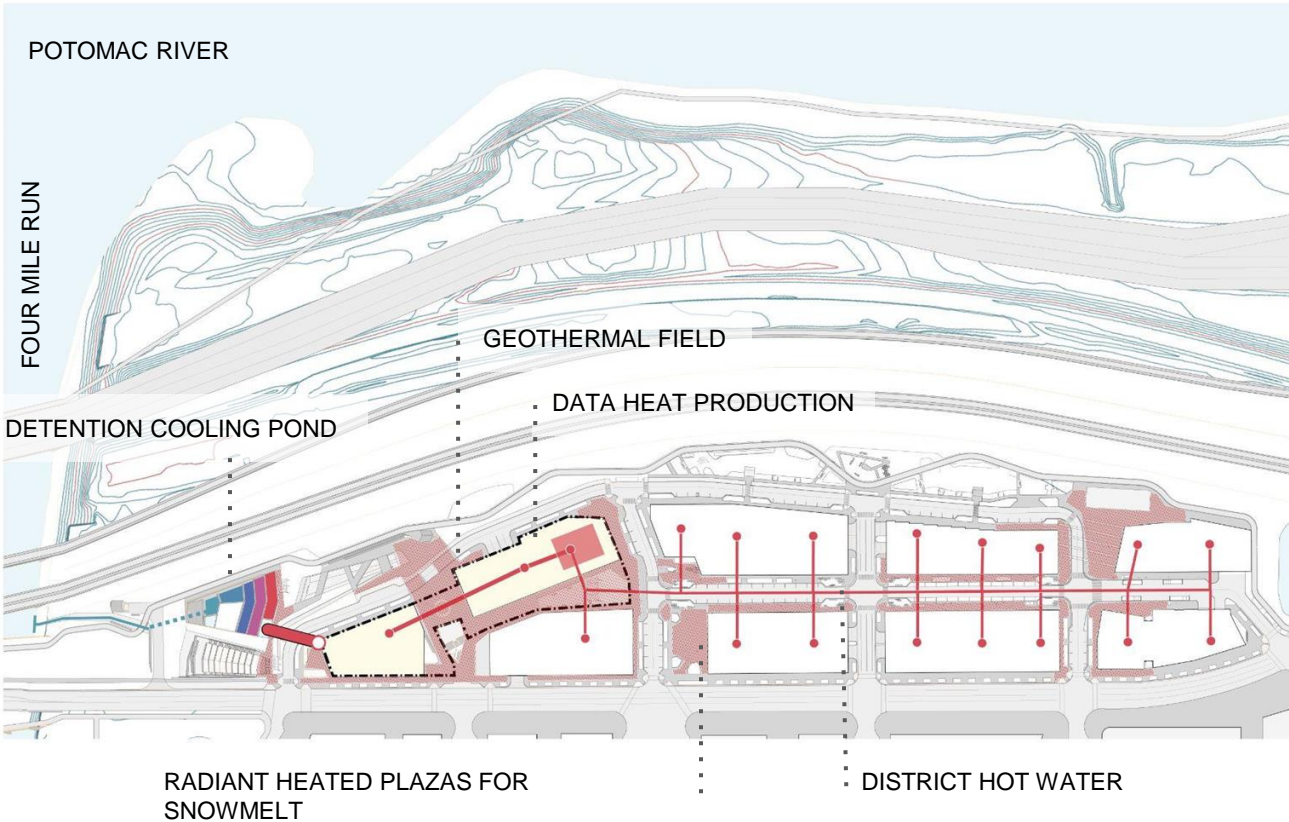 POTOMAC RIVER
FOUR MILE RUN
GEOTHERMAL FIELD
DATA HEAT PRODUCTION
DETENTION COOLING POND
RADIANT HEATED PLAZAS FOR
SNOWMELT
DISTRICT HOT WATER